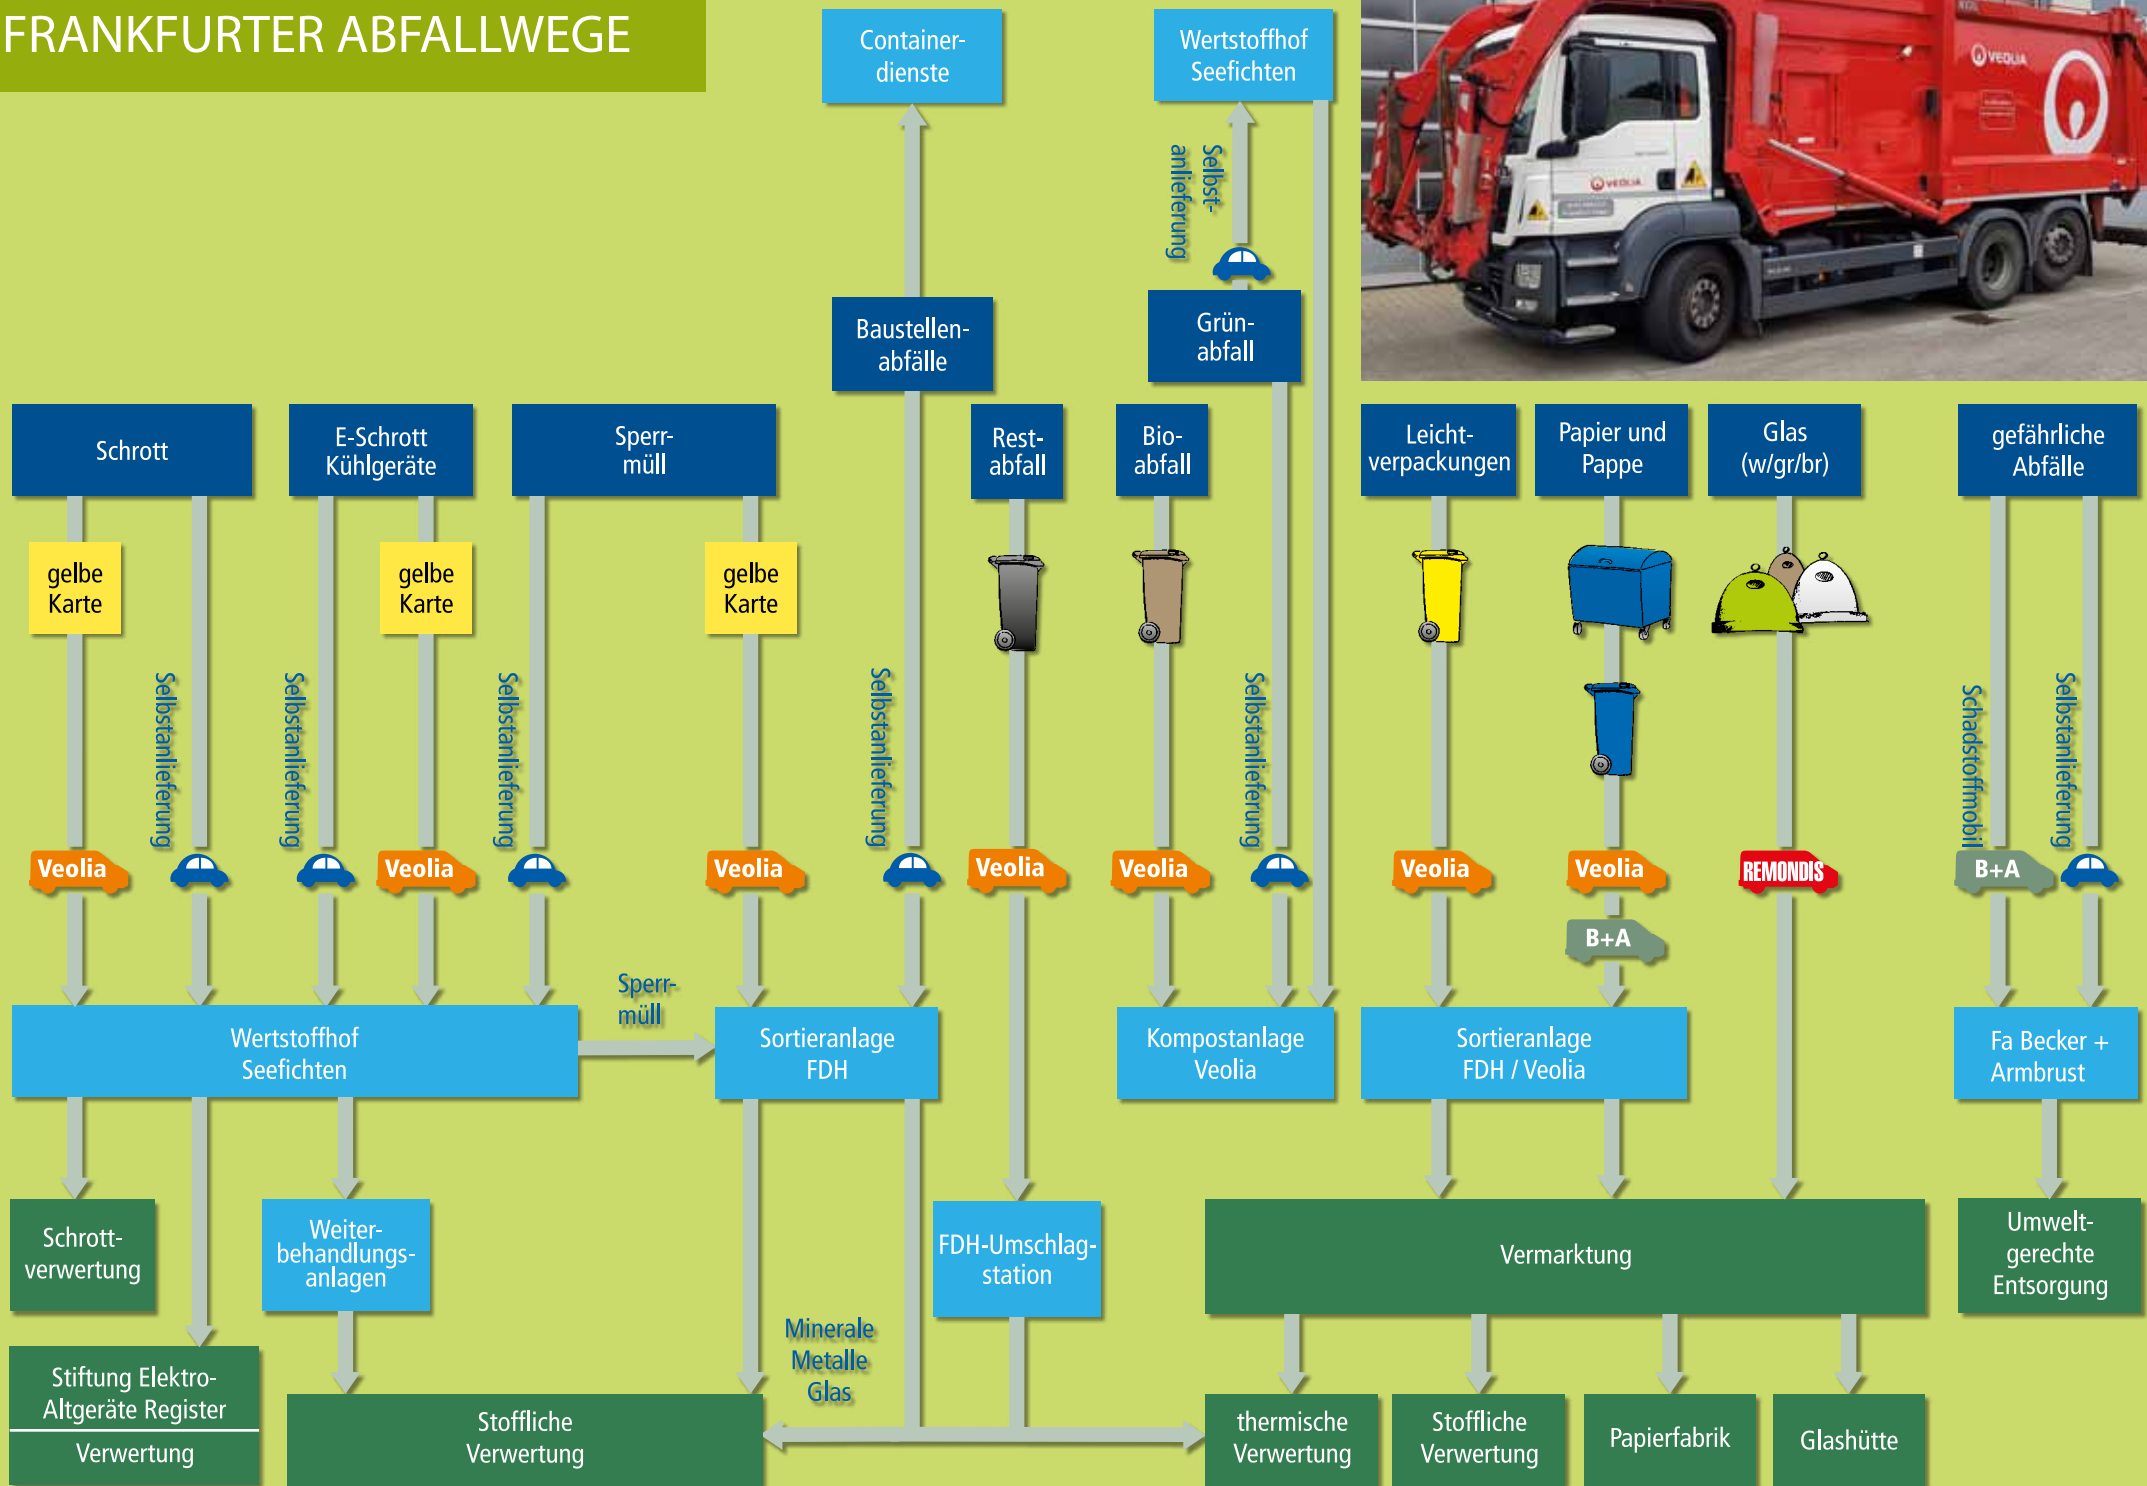 FRANKFURTER ABFALLWEGE
Container-
dienste
Wertstoffhof
Seefichten
VEOLIA
VEOLIA
Selbst-
anlieferung
Baustellen-
abfälle
Grün-
abfall
Schrott
E-Schrott
Kühlgeräte
Sperr-
müll
Rest-
abfall
Bio-
abfall
Leicht-
verpackungen
Papier und
Pappe
Glas
(w/gr/br)
gefährliche
Abfälle
gelbe
Karte
gelbe
Karte
gelbe
Karte
Selbstanlieferung
Selbstanlieferung
Selbstanlieferung
Selbstanlieferung
Selbstanlieferung
Schadstoffmobil
Selbstanlieferung
Veolia
Veolia
Veolia
Veolia
Veolia
Veolia
Veolia
REMONDIS
B+A
B+A
Sperr-
müll
Wertstoffhof
Seefichten
Sortieranlage
FDH
Kompostanlage
Veolia
Sortieranlage
FDH / Veolia
Fa Becker +
Armbrust
Schrott-
verwertung
Weiter-
behandlungs-
anlagen
FDH-Umschlag-
station
Vermarktung
Umwelt-
gerechte
Entsorgung
Minerale
Metalle
Glas
Stiftung Elektro-
Altgeräte Register
Verwertung
Stoffliche
Verwertung
thermische
Verwertung
Stoffliche
Verwertung
Papierfabrik
Glashütte